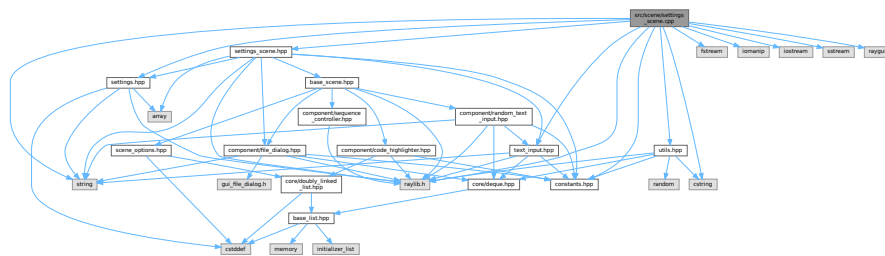 src/scene/settings
_scene.cpp
settings_scene.hpp
fstream
iomanip
iostream
sstream
raygu
settings.hpp
base_scene.hpp
array
component/sequence
_controller.hpp
component/random_text
_input.hpp
scene_options.hpp
component/file_dialog.hpp
component/code_highlighter.hpp
text_input.hpp
utils.hpp
string
gui_file_dialog.h
core/doubly_linked
_list.hpp
raylib.h
core/deque.hpp
constants.hpp
random
cstring
base_list.hpp
cstddef
memory
initializer_list